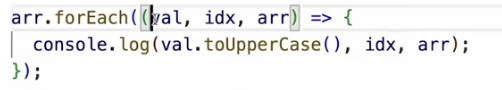 arr.forEach((val, idx, arr) => {
  console.log(val.toUpperCase(), idx, arr);
});